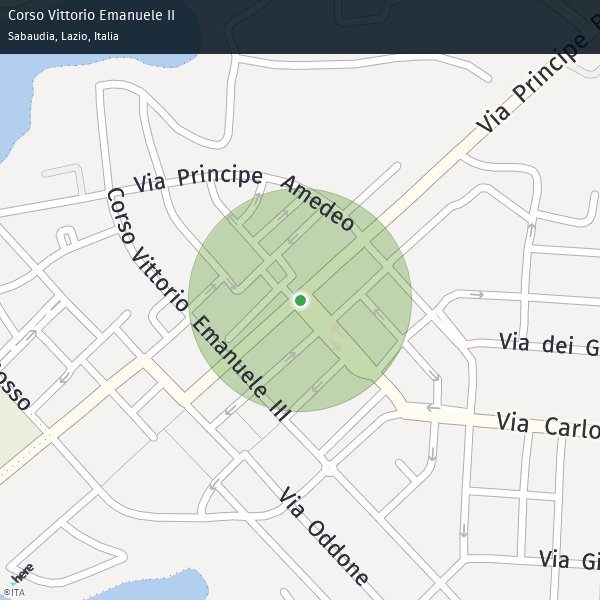 Corso Vittorio Emanuele II
Sabaudia, Lazio, Italia
Via Principe
Via Principe Amedeo
Corso Vittorio Emanuele III
Via dei G
osso
Via Carlo
Via Oddone
Via Gi
here
©ITA